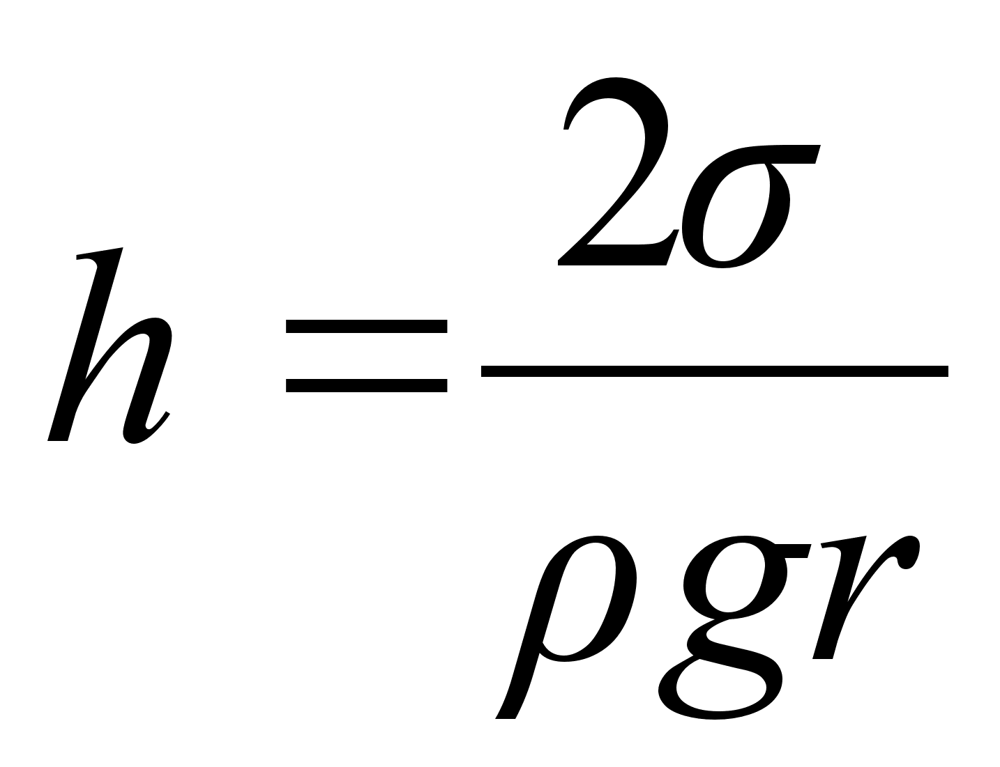 h = 2σ / ρgr